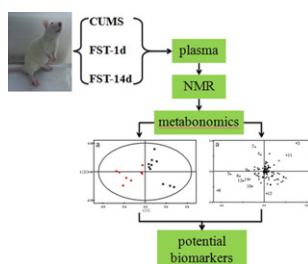 CUMS
FST-1d
FST-14d
plasma
NMR
metabonomics
a
a
potential
biomarkers